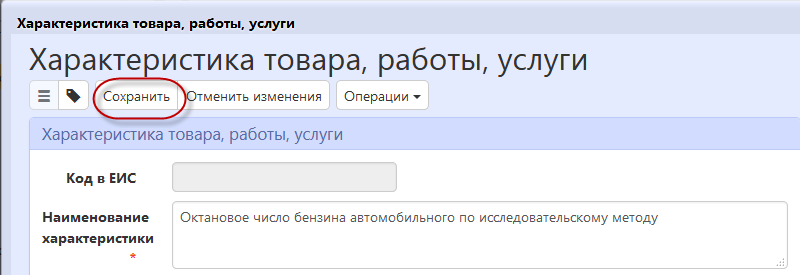 Характеристика товара, работы, услуги
Характеристика товара, работы, услуги
Сохранить Отменить изменения Операции
Характеристика товара, работы, услуги
Код в ЕИС
Наименование Октановое число бензина автомобильного по исследовательскому методу
характеристики
*